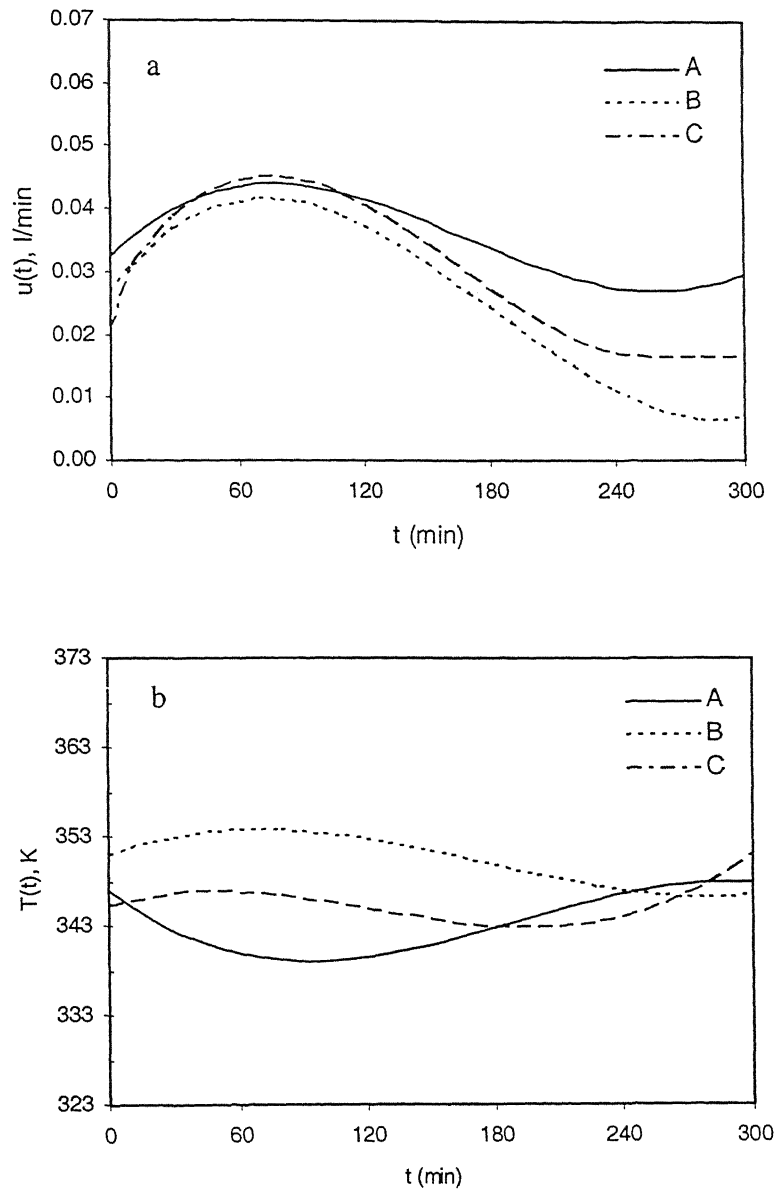 a
A
B
C
0.07
0.06
0.05
0.04
0.03
0.02
0.01
0.00
u(t), l/min
0 60 120 180 240 300
t (min)
b
A
B
C
373
363
353
343
333
323
T(t), K
0 60 120 180 240 300
t (min)